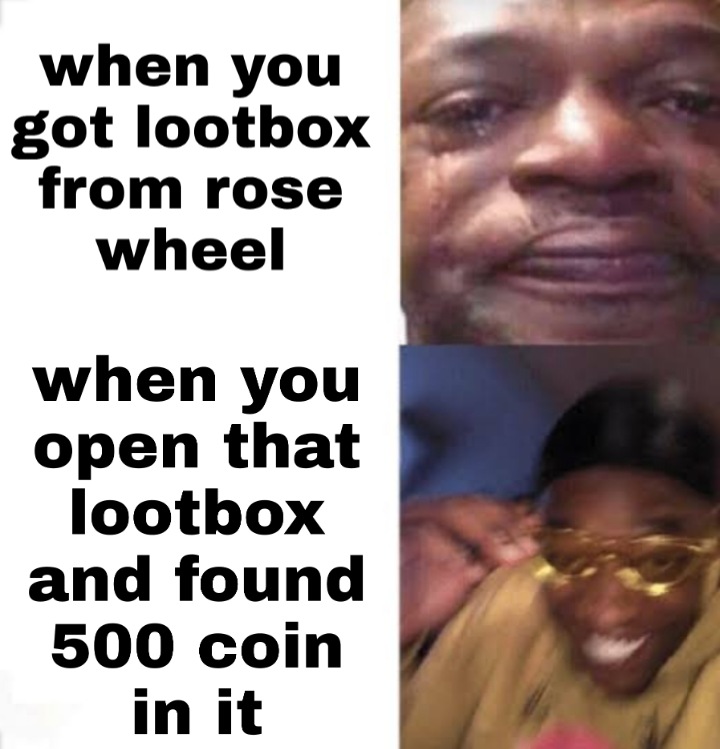 when you
got lootbox
from rose
wheel
when you
open that
lootbox
and found
500 coin
in it